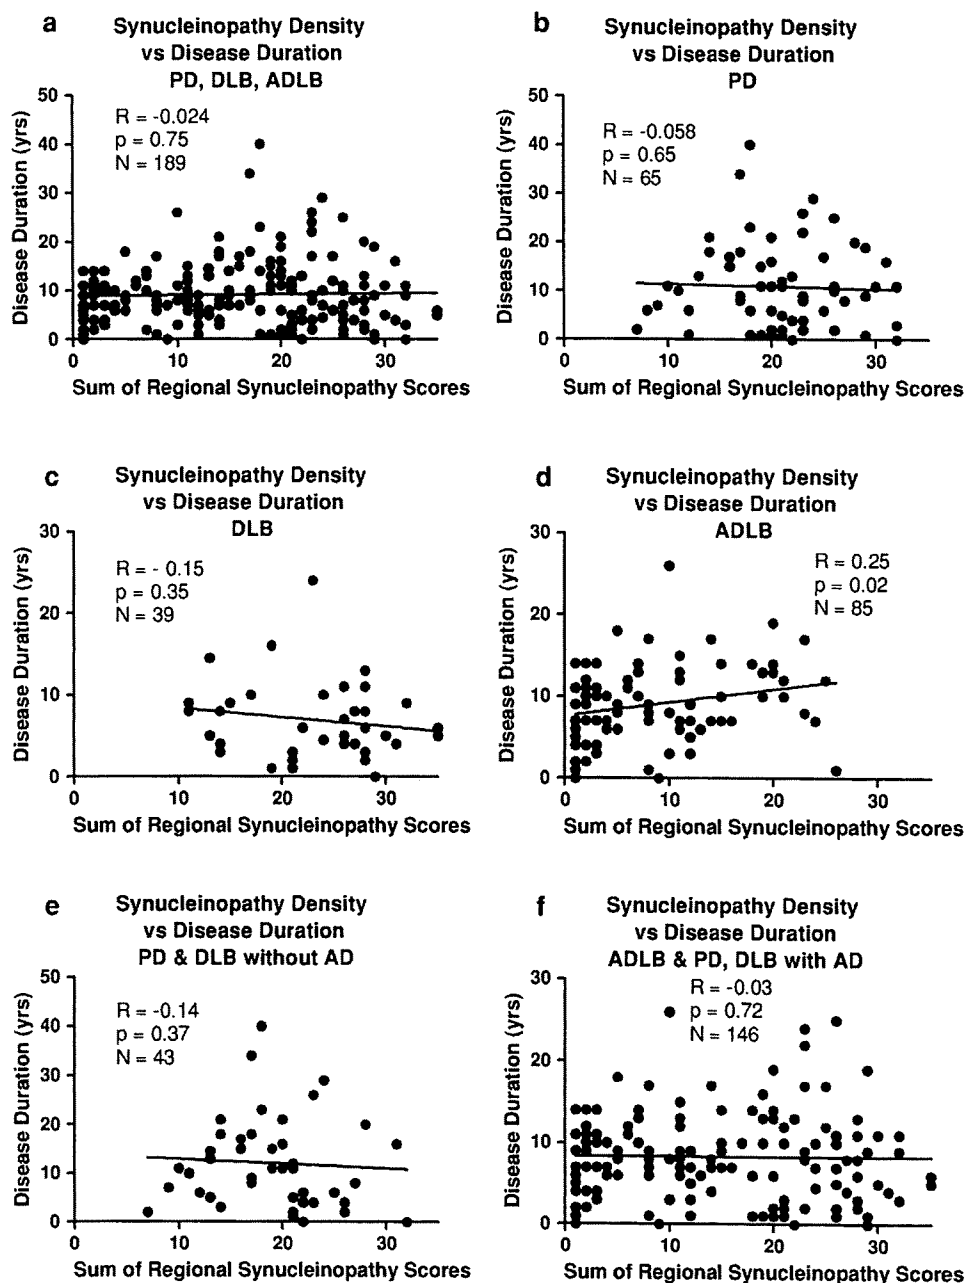 a
Synucleinopathy Density
vs Disease Duration
PD, DLB, ADLB
R = -0.024
p = 0.75
N = 189
Disease Duration (yrs)
50
40
30
20
10
0
0 10 20 30
Sum of Regional Synucleinopathy Scores
b
Synucleinopathy Density
vs Disease Duration
PD
R = -0.058
p = 0.65
N = 65
Disease Duration (yrs)
50
40
30
20
10
0
0 10 20 30
Sum of Regional Synucleinopathy Scores
c
Synucleinopathy Density
vs Disease Duration
DLB
R = - 0.15
p = 0.35
N = 39
Disease Duration (yrs)
30
20
10
0
0 10 20 30
Sum of Regional Synucleinopathy Scores
d
Synucleinopathy Density
vs Disease Duration
ADLB
R = 0.25
p = 0.02
N = 85
Disease Duration (yrs)
30
20
10
0
0 10 20 30
Sum of Regional Synucleinopathy Scores
e
Synucleinopathy Density
vs Disease Duration
PD & DLB without AD
R = -0.14
p = 0.37
N = 43
Disease Duration (yrs)
50
40
30
20
10
0
0 10 20 30
Sum of Regional Synucleinopathy Scores
f
Synucleinopathy Density
vs Disease Duration
ADLB & PD, DLB with AD
R = -0.03
p = 0.72
N = 146
Disease Duration (yrs)
30
20
10
0
0 10 20 30
Sum of Regional Synucleinopathy Scores